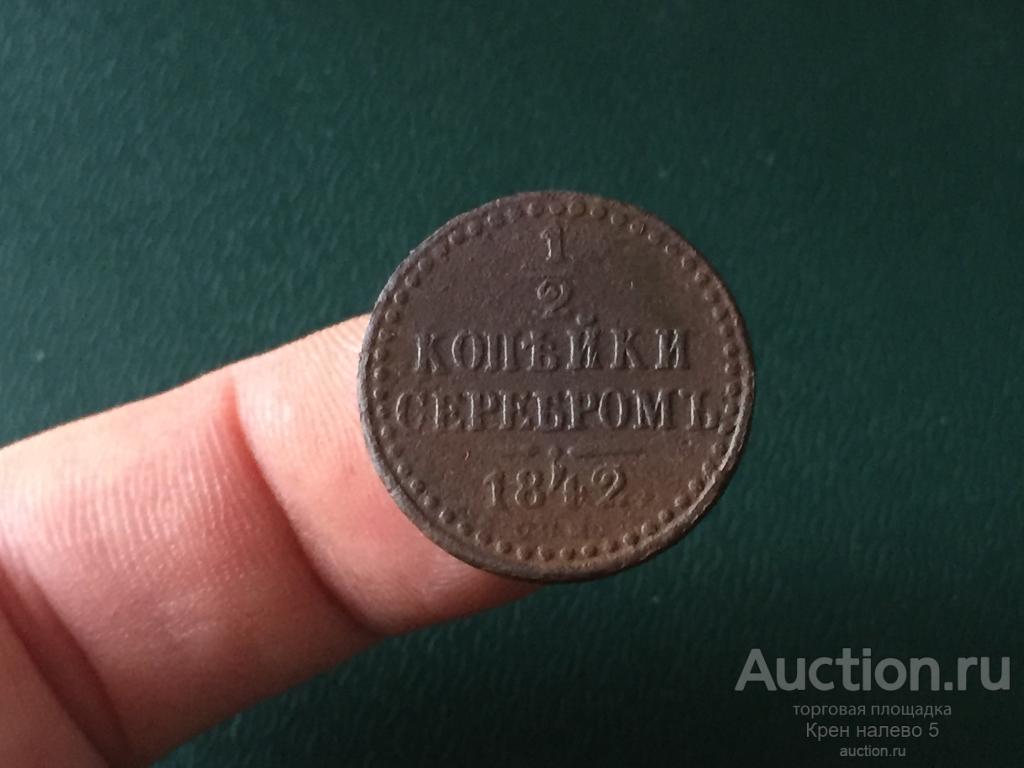 1
2
КОПѢЙКИ
СЕРЕБРОМЪ
1842
Auction.ru
торговая площадка
Крен налево 5
auction.ru